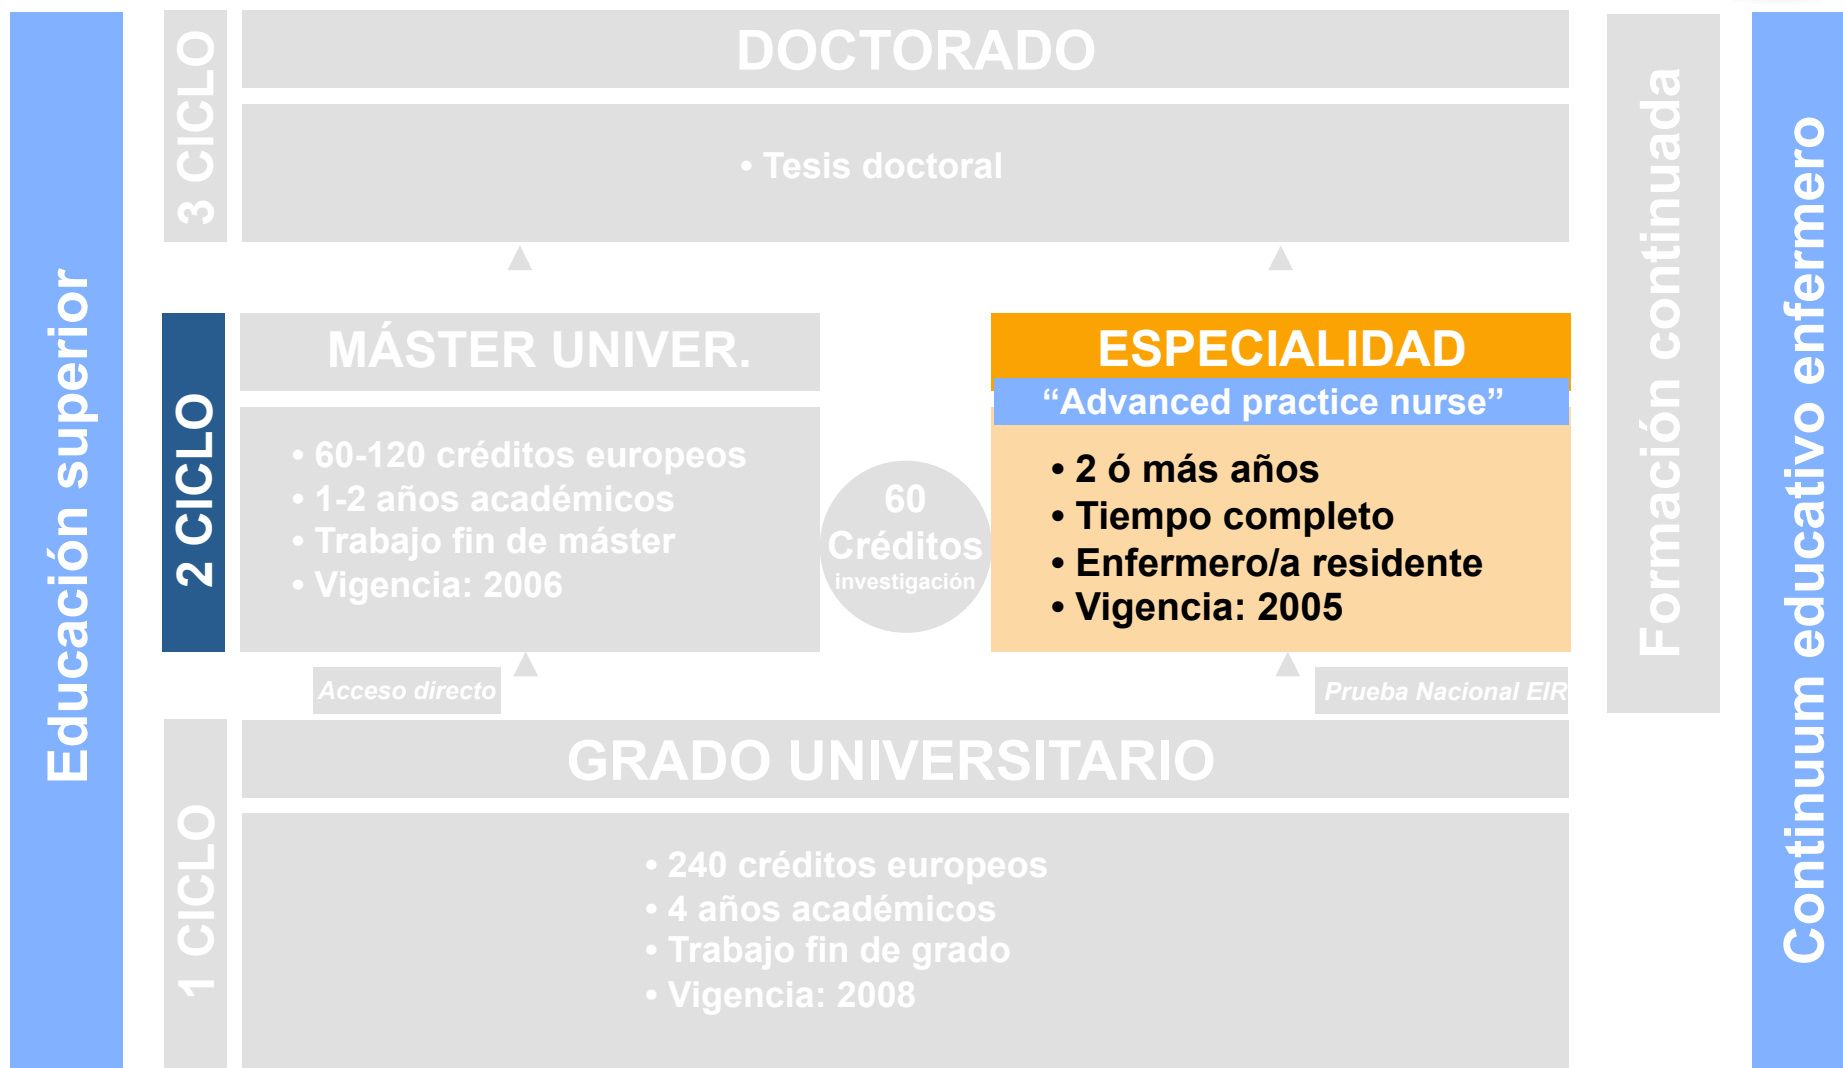 Educación superior
3 CICLO
DOCTORADO
• Tesis doctoral
2 CICLO
MÁSTER UNIVER.
• 60-120 créditos europeos
• 1-2 años académicos
• Trabajo fin de máster
• Vigencia: 2006
60
Créditos
investigación
ESPECIALIDAD
“Advanced practice nurse”
• 2 ó más años
• Tiempo completo
• Enfermero/a residente
• Vigencia: 2005
Acceso directo
Prueba Nacional EIR
1 CICLO
GRADO UNIVERSITARIO
• 240 créditos europeos
• 4 años académicos
• Trabajo fin de grado
• Vigencia: 2008
Formación continuada
Continuum educativo enfermero